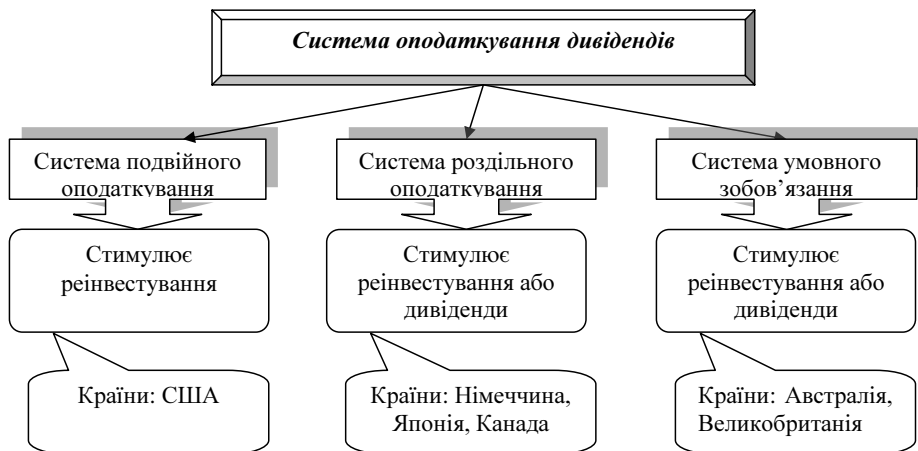 Система оподаткування дивідендів
Система подвійного
оподаткування
Система роздільного
оподаткування
Система умовного
зобов’язання
Стимулює
реінвестування
Стимулює
реінвестування або
дивіденди
Стимулює
реінвестування або
дивіденди
Країни: США
Країни: Німеччина,
Японія, Канада
Країни: Австралія,
Великобританія